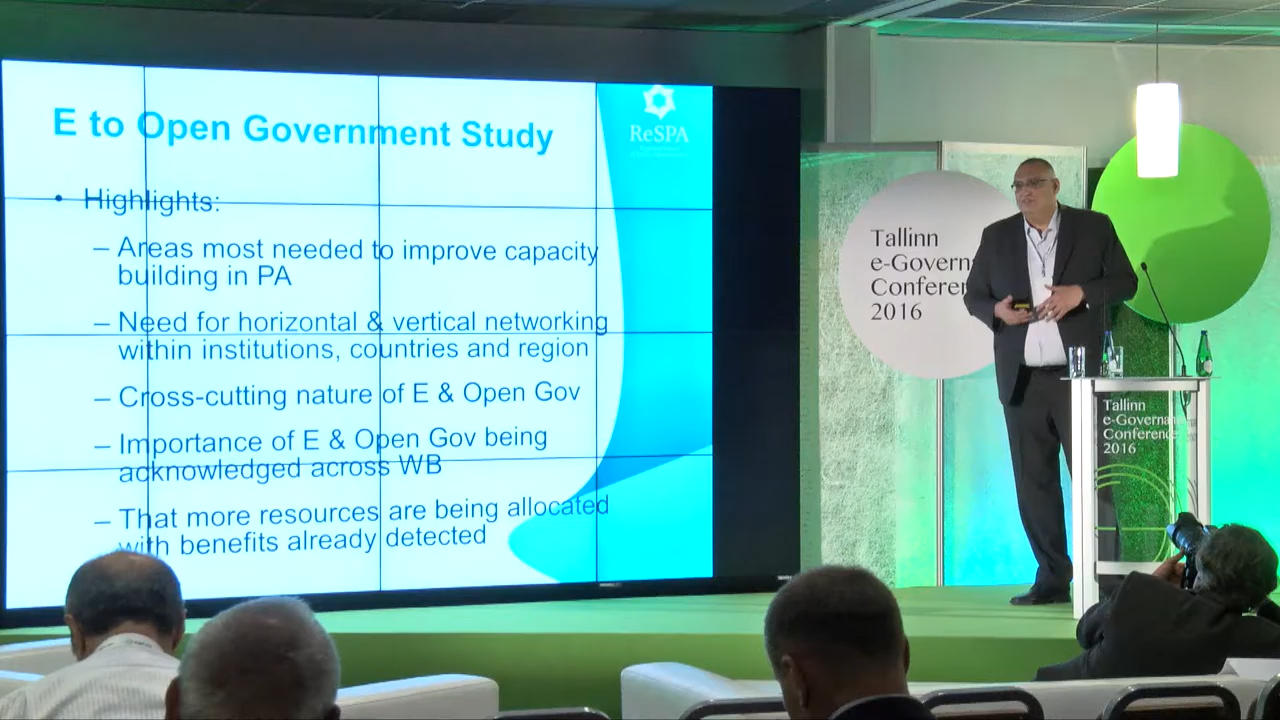 E to Open Government Study
ReSPA
• Highlights:
– Areas most needed to improve capacity
building in PA
– Need for horizontal & vertical networking
within institutions, countries and region
– Cross-cutting nature of E & Open Gov
– Importance of E & Open Gov being
acknowledged across WB
– That more resources are being allocated
with benefits already detected
Tallinn
e-Govern
Conferen
2016
Tallinn
e-Governance
Conference
2016